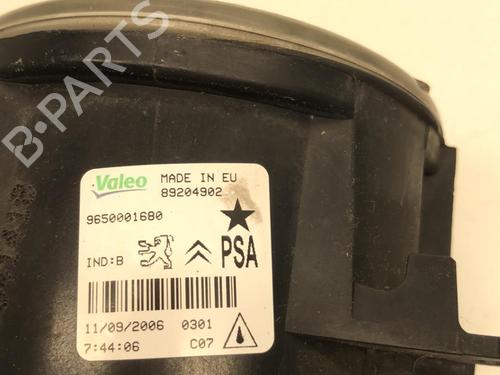 B-PARTS
Valeo MADE IN EU
89204902
9650001680
IND:B PSA
11/09/2006 0301
7:44:06 C07